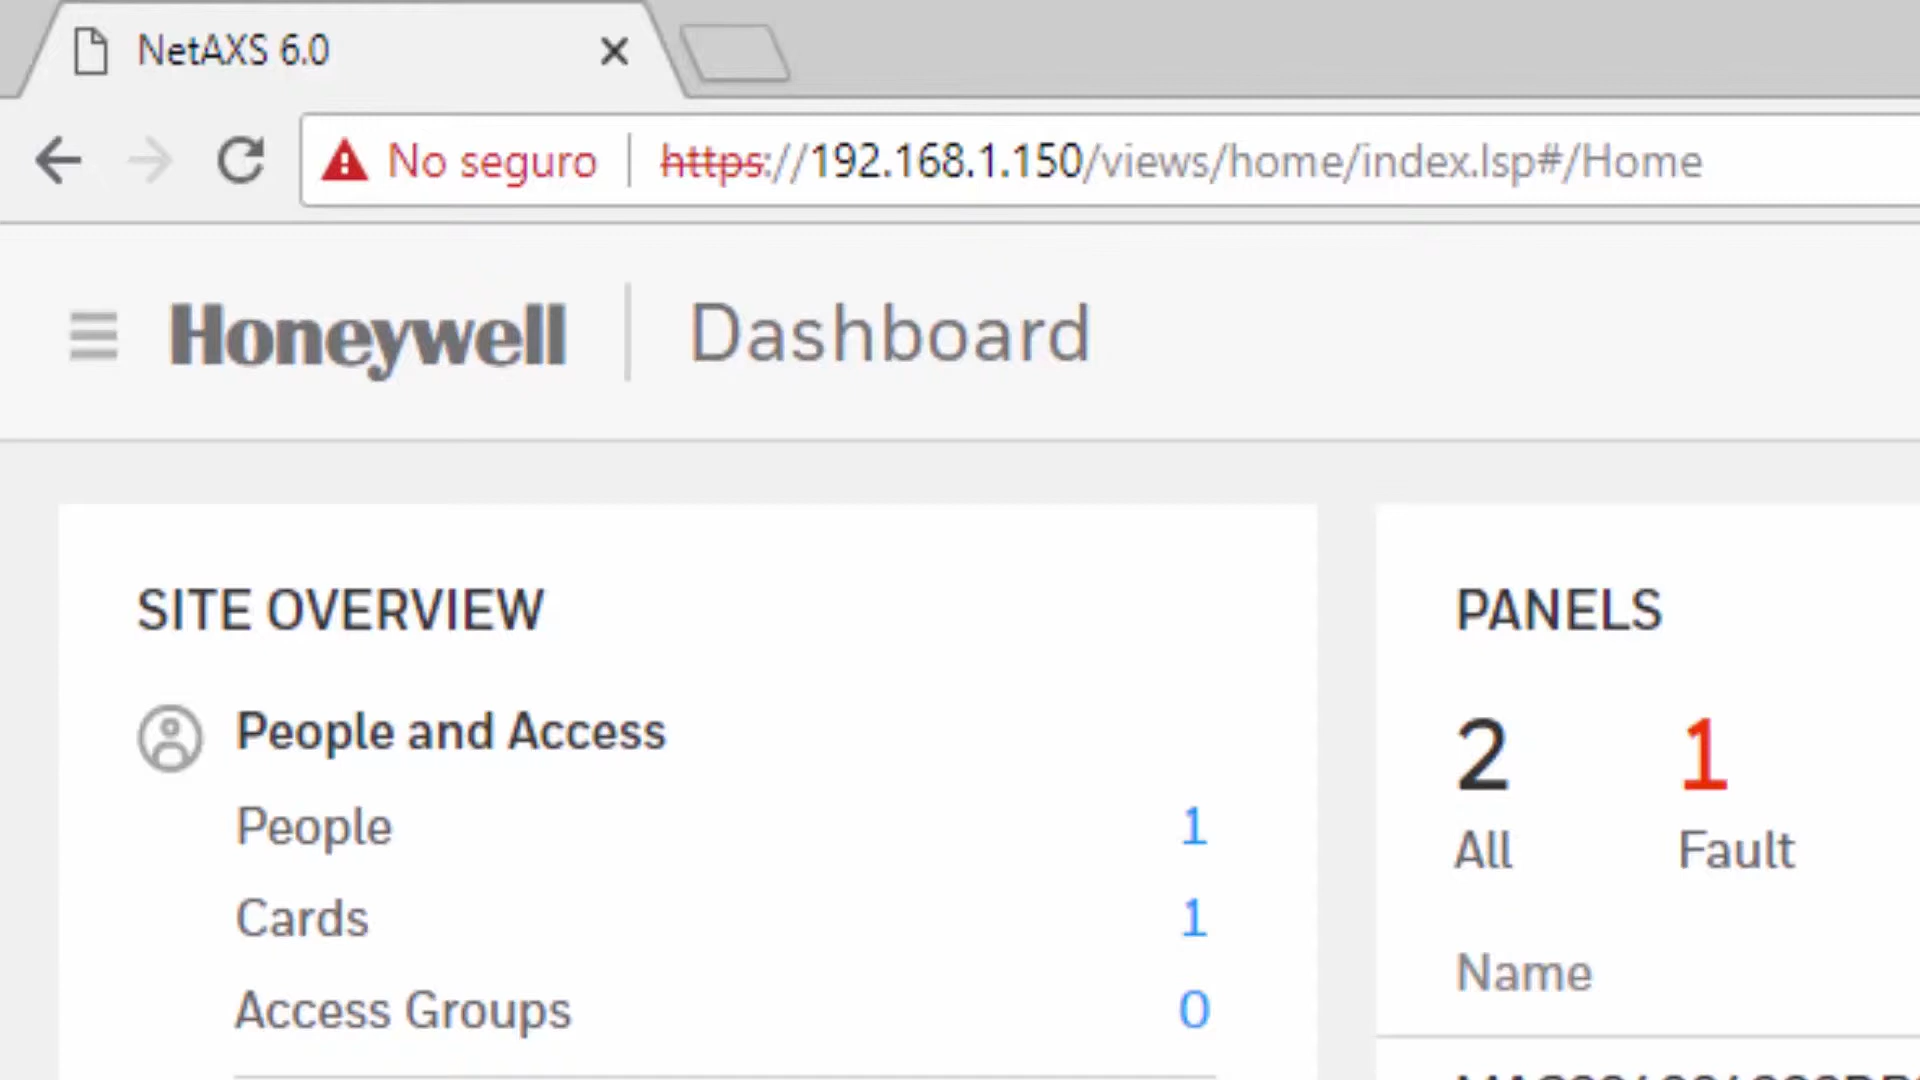 NetAXS 6.0
No seguro | https://192.168.1.150/views/home/index.lsp#/Home
Honeywell | Dashboard
SITE OVERVIEW
People and Access
People 1
Cards 1
Access Groups 0
PANELS
2 1
All Fault
Name